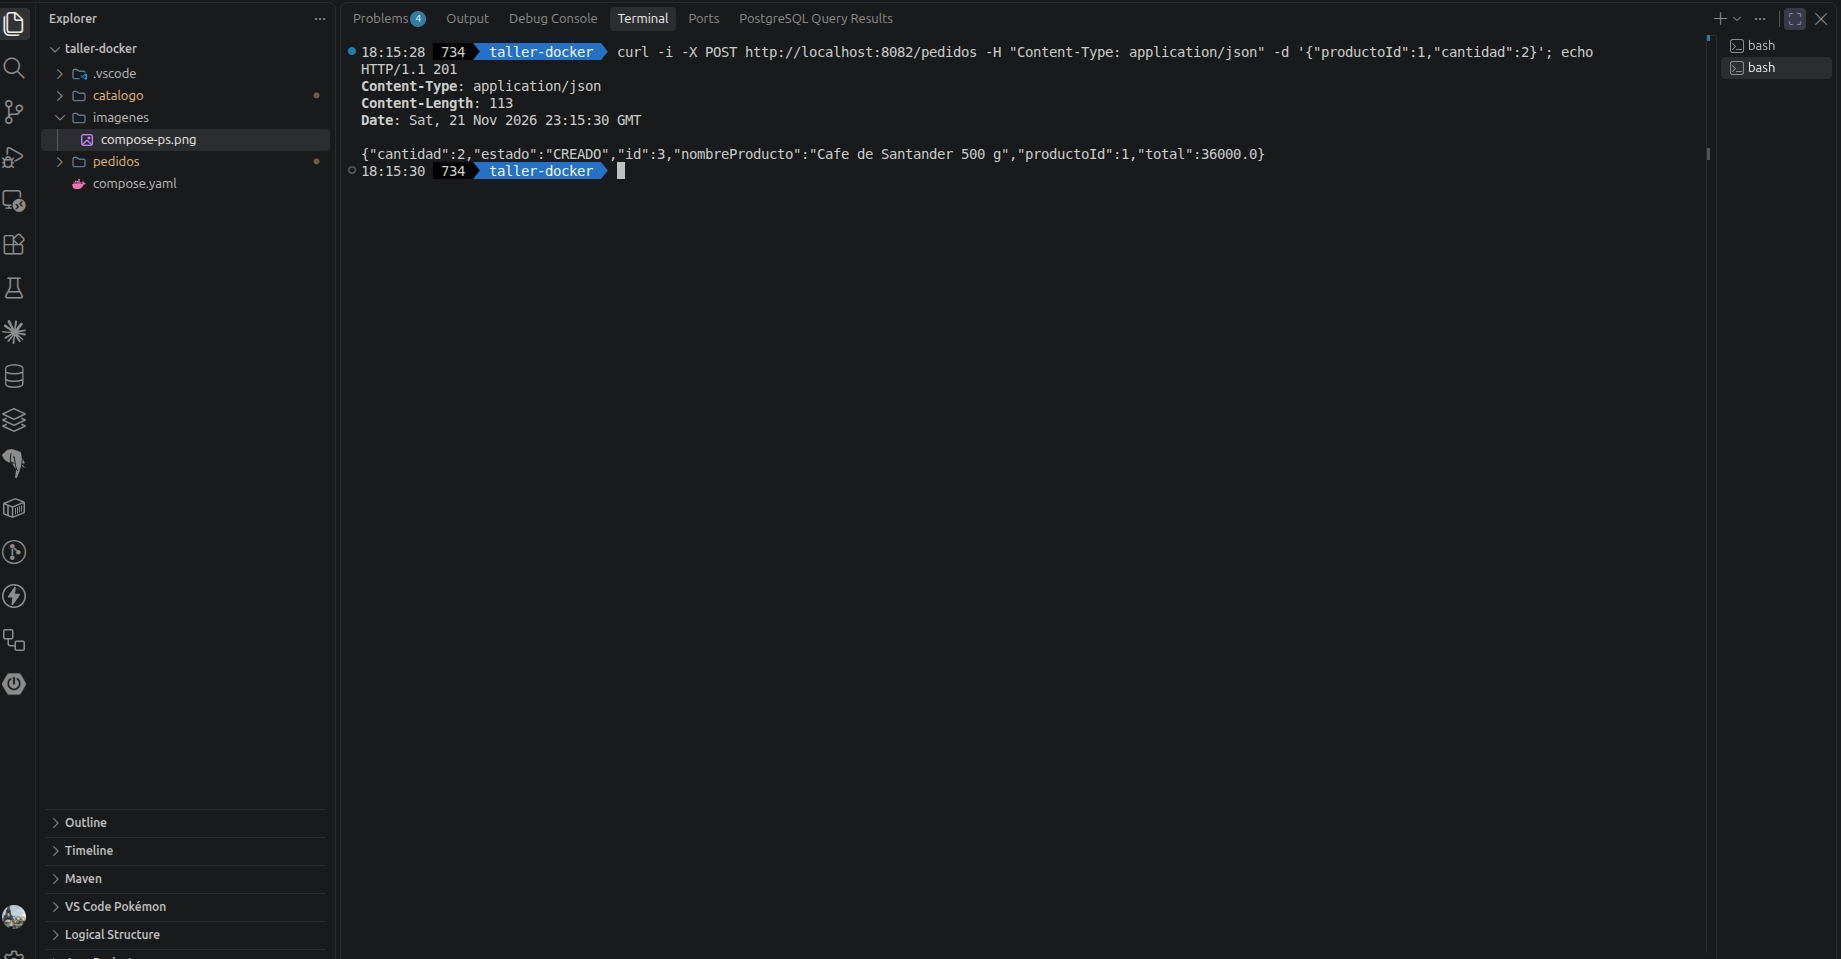 Explorer
taller-docker
.vscode
catalogo
imagenes
compose-ps.png
pedidos
compose.yaml
Outline
Timeline
Maven
VS Code Pokémon
Logical Structure
Problems 4 Output Debug Console Terminal Ports PostgreSQL Query Results
18:15:28 734 taller-docker curl -i -X POST http://localhost:8082/pedidos -H "Content-Type: application/json" -d '{"productoId":1,"cantidad":2}'; echo
HTTP/1.1 201
Content-Type: application/json
Content-Length: 113
Date: Sat, 21 Nov 2026 23:15:30 GMT
{"cantidad":2,"estado":"CREADO","id":3,"nombreProducto":"Cafe de Santander 500 g","productoId":1,"total":36000.0}
18:15:30 734 taller-docker
bash
bash